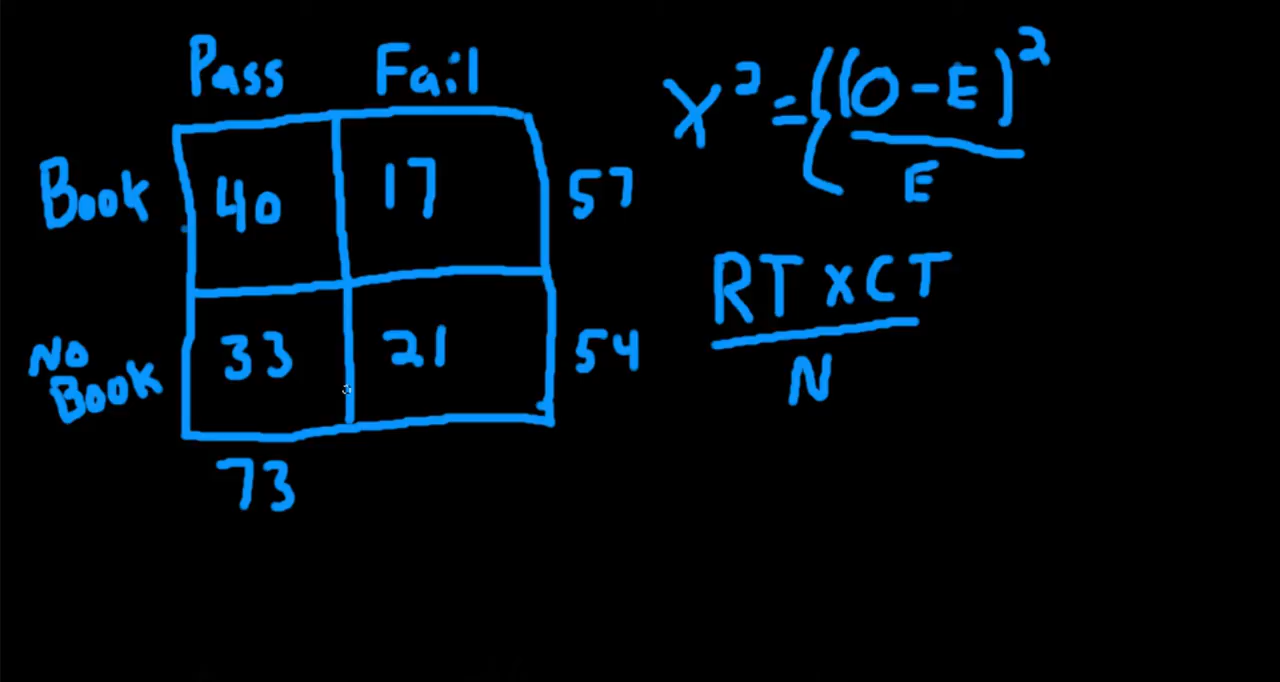 Pass Fail
Book 40 17 57
No Book 33 21 54
73
X² = Σ (O - E)² / E
RT x CT / N